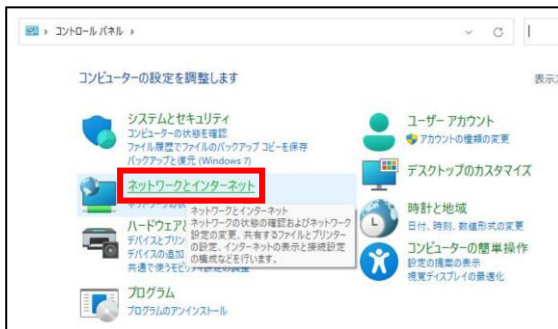 コントロール パネル
コンピューターの設定を調整します
表示
システムとセキュリティ
コンピューターの状態を確認
ファイル履歴でファイルのバックアップ コピーを保存
バックアップと復元 (Windows 7)
ネットワークとインターネット
ネットワークとインターネット
ネットワークの状態の確認およびネットワーク
設定の変更、共有するファイルとプリンター
の設定、インターネットの表示と接続設定
の構成などを行います。
ハードウェア
デバイスとプリン
デバイスの追加
共通で使うモビリティ設定の調整
プログラム
プログラムのアンインストール
ユーザー アカウント
アカウントの種類の変更
デスクトップのカスタマイズ
時計と地域
日付、時刻、数値形式の変更
コンピューターの簡単操作
設定の提案の表示
視覚ディスプレイの最適化